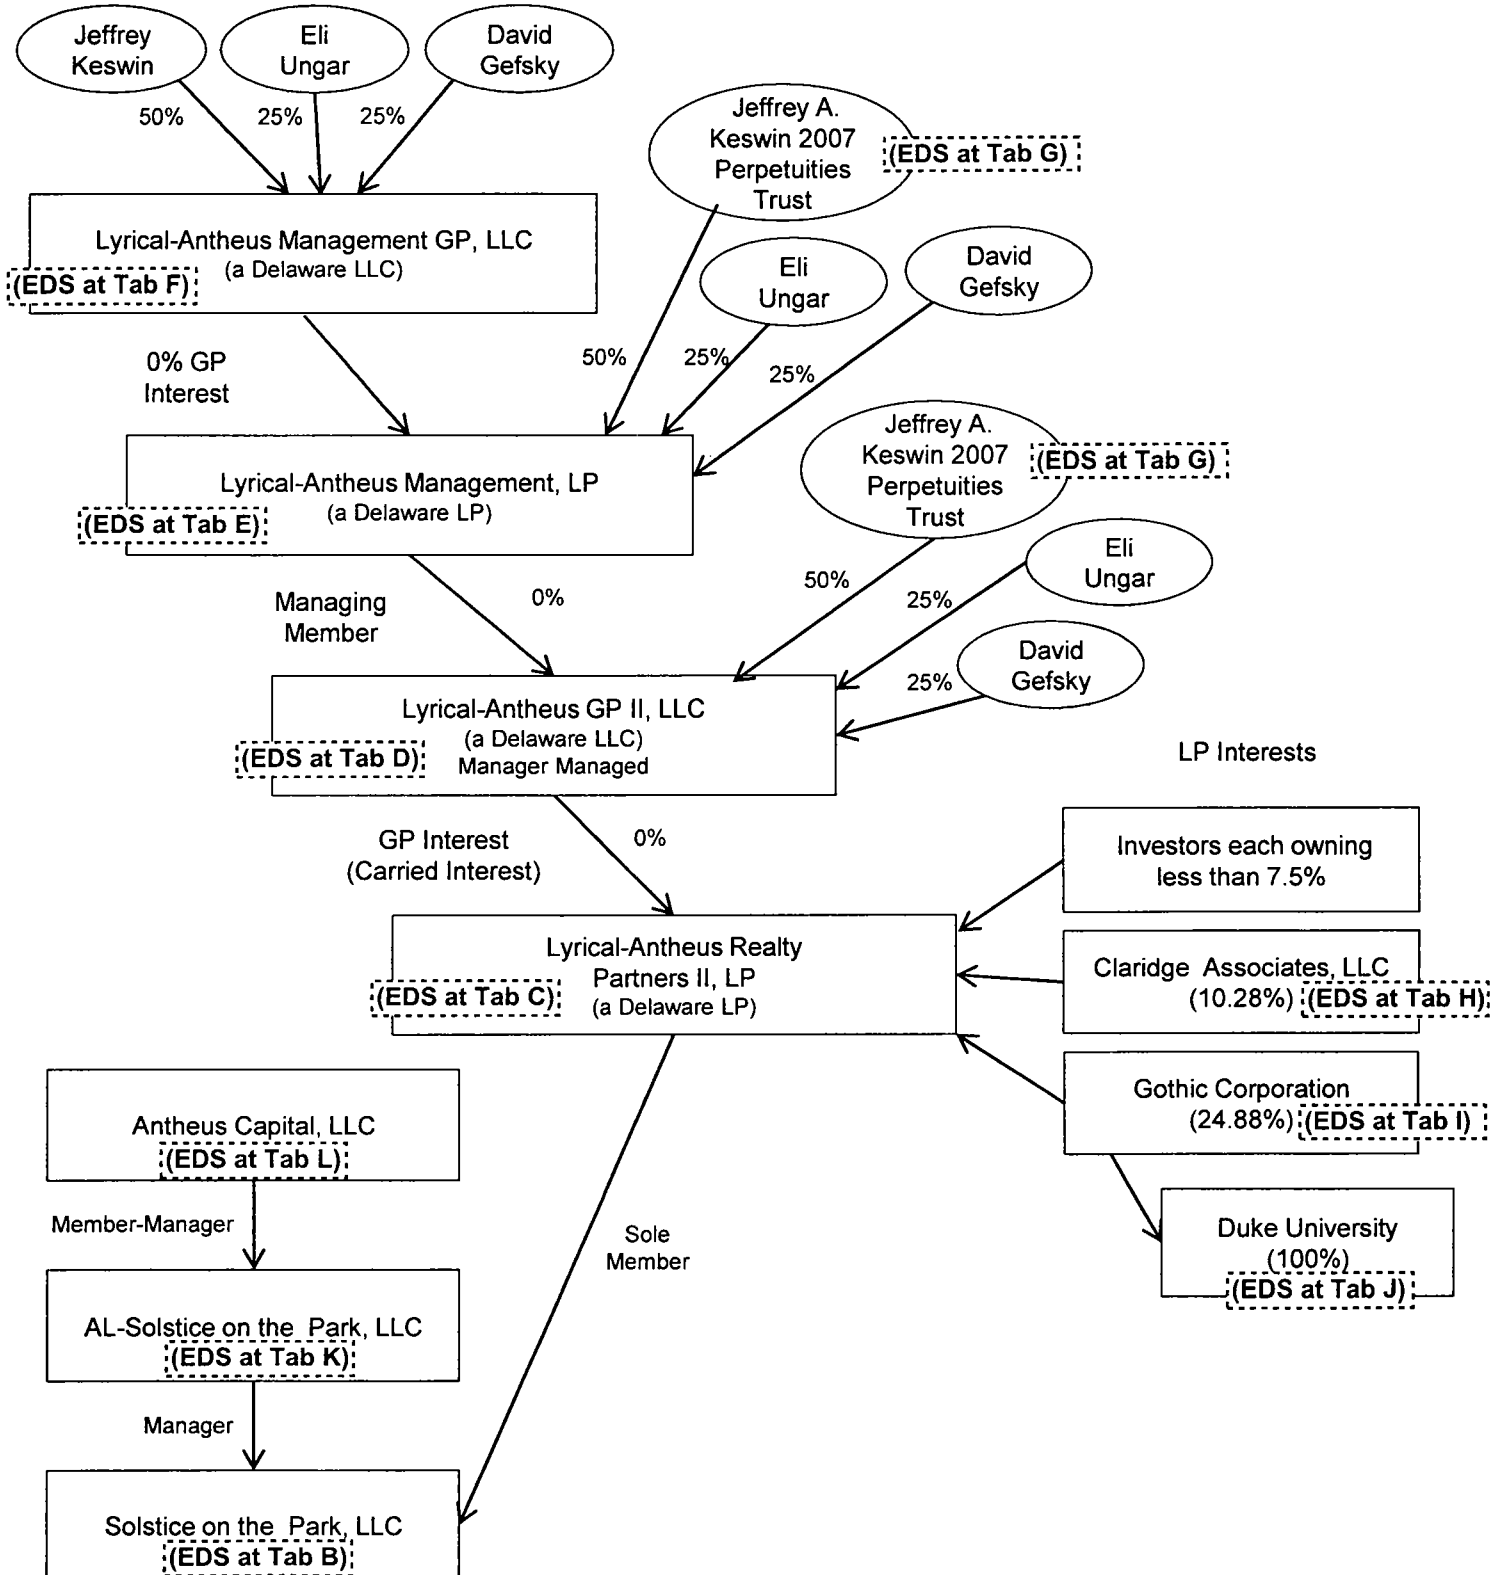 Jeffrey
Keswin
Eli
Ungar
David
Gefsky
50%
25%
25%
Jeffrey A.
Keswin 2007
Perpetuities
Trust
(EDS at Tab G)
Lyrical-Antheus Management GP, LLC
(a Delaware LLC)
(EDS at Tab F)
Eli
Ungar
David
Gefsky
0% GP
Interest
50%
25%
25%
Jeffrey A.
Keswin 2007
Perpetuities
Trust
(EDS at Tab G)
Lyrical-Antheus Management, LP
(a Delaware LP)
(EDS at Tab E)
Eli
Ungar
Managing
Member
0%
50%
25%
David
Gefsky
25%
Lyrical-Antheus GP II, LLC
(a Delaware LLC)
Manager Managed
(EDS at Tab D)
LP Interests
GP Interest
(Carried Interest)
0%
Investors each owning
less than 7.5%
Lyrical-Antheus Realty
Partners II, LP
(a Delaware LP)
(EDS at Tab C)
Claridge Associates, LLC
(10.28%) (EDS at Tab H)
Gothic Corporation
(24.88%) (EDS at Tab I)
Antheus Capital, LLC
(EDS at Tab L)
Member-Manager
Sole
Member
Duke University
(100%)
(EDS at Tab J)
AL-Solstice on the Park, LLC
(EDS at Tab K)
Manager
Solstice on the Park, LLC
(EDS at Tab B)